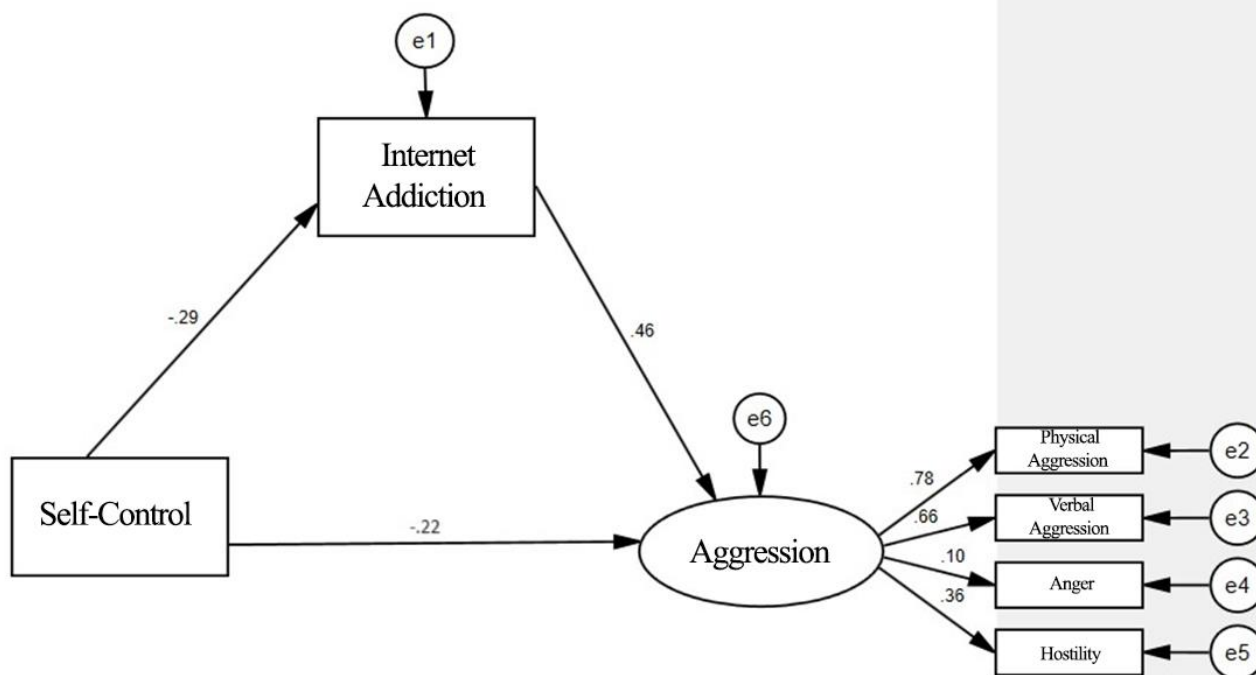 e1
Internet
Addiction
-.29
.46
e6
Self-Control
-.22
Aggression
.78
.66
.10
.36
Physical
Aggression
e2
Verbal
Aggression
e3
Anger
e4
Hostility
e5